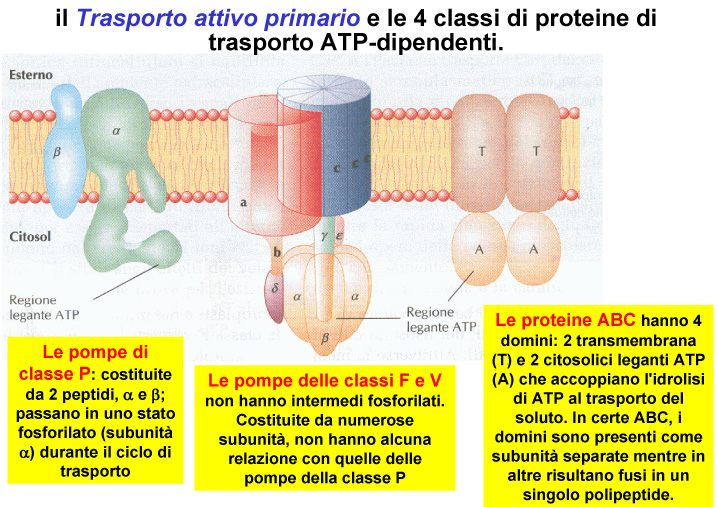 il Trasporto attivo primario e le 4 classi di proteine di
trasporto ATP-dipendenti.
Esterno
β
α
Citosol
Regione
legante ATP
a
c
c
c
b
γ
ε
δ
α
α
β
Regione
legante ATP
T
T
A
A
Le pompe di
classe P: costituite
da 2 peptidi, α e β;
passano in uno stato
fosforilato (subunità
α) durante il ciclo di
trasporto
Le pompe delle classi F e V
non hanno intermedi fosforilati.
Costituite da numerose
subunità, non hanno alcuna
relazione con quelle delle
pompe della classe P
Le proteine ABC hanno 4
domini: 2 transmembrana
(T) e 2 citosolici leganti ATP
(A) che accoppiano l'idrolisi
di ATP al trasporto del
soluto. In certe ABC, i
domini sono presenti come
subunità separate mentre in
altre risultano fusi in un
singolo polipeptide.